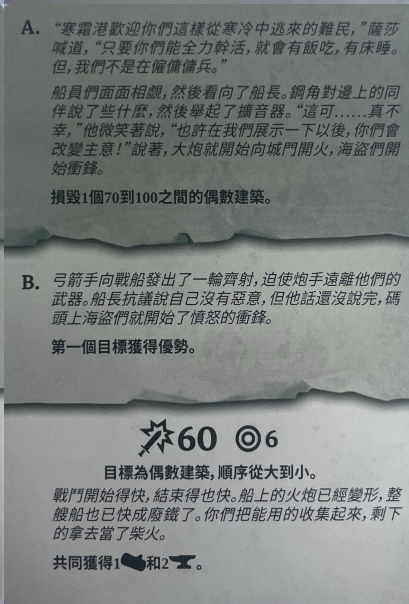 A. “寒霜港歡迎你們這樣從寒冷中逃來的難民，”薩莎
喊道，“只要你們能全力幹活，就會有飯吃，有床睡。
但，我們不是在僱傭傭兵。”
船員們面面相覷，然後看向了船長。鋼角對邊上的同
伴說了些什麼，然後舉起了擴音器。“這可……真不
幸，”他微笑著說，“也許在我們展示一下以後，你們會
改變主意！”說著，大炮就開始向城門開火，海盜們開
始衝鋒。
損毀1個70到100之間的偶數建築。
B. 弓箭手向戰船發出了一輪齊射，迫使炮手遠離他們的
武器。船長抗議說自己沒有惡意，但他話還沒說完，碼
頭上海盜們就開始了憤怒的衝鋒。
第一個目標獲得優勢。
60 6
目標為偶數建築，順序從大到小。
戰鬥開始得快，結束得也快。船上的火炮已經變形，整
艘船也已快成廢鐵了。你們把能用的收集起來，剩下
的拿去當了柴火。
共同獲得1和2。